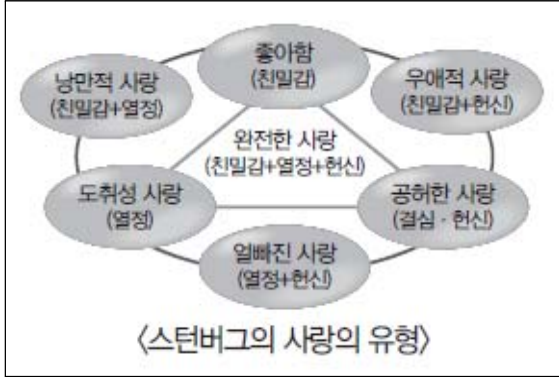 좋아함
(친밀감)
낭만적 사랑
(친밀감+열정)
우애적 사랑
(친밀감+헌신)
완전한 사랑
(친밀감+열정+헌신)
도취성 사랑
(열정)
공허한 사랑
(결심 · 헌신)
얼빠진 사랑
(열정+헌신)
〈스턴버그의 사랑의 유형〉